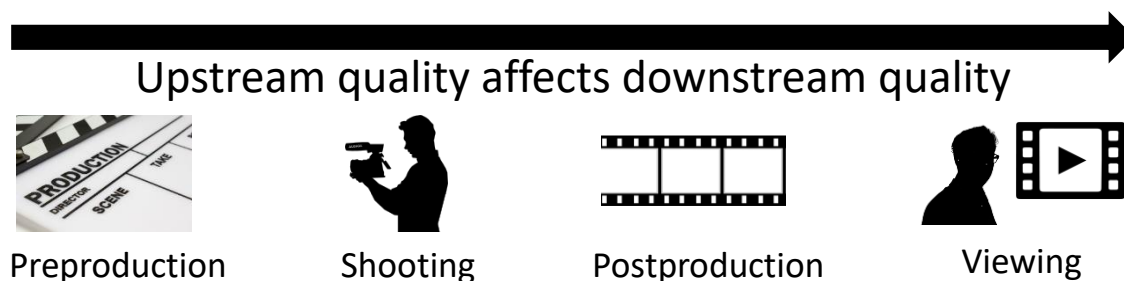 Upstream quality affects downstream quality
PRODUCTION
DIRECTOR
SCENE
TAKE
Preproduction
Shooting
Postproduction
Viewing